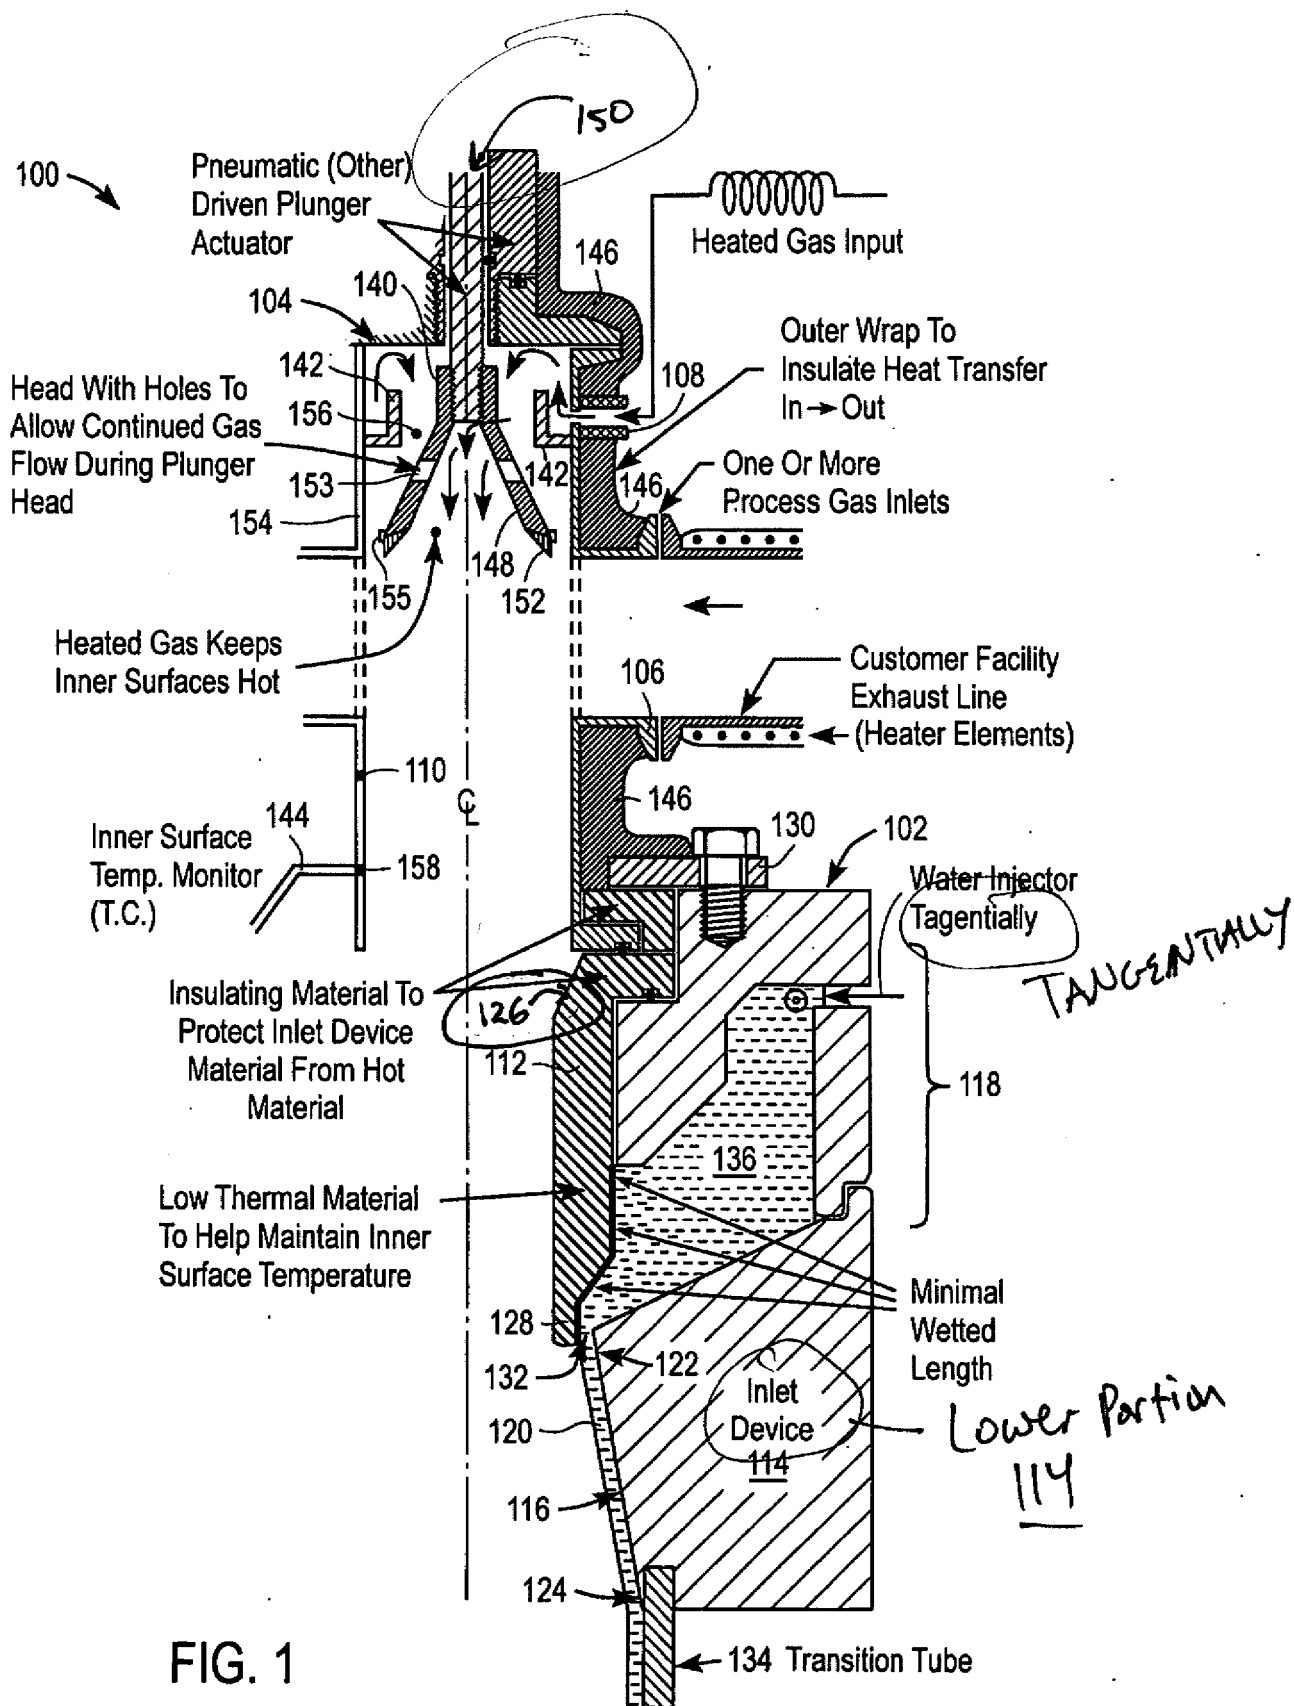 150
100
Pneumatic (Other)
Driven Plunger
Actuator
Heated Gas Input
146
140
104
Outer Wrap To
Insulate Heat Transfer
In → Out
142
108
Head With Holes To
Allow Continued Gas
Flow During Plunger
Head
156
153
142
154
146
One Or More
Process Gas Inlets
148
155
152
Heated Gas Keeps
Inner Surfaces Hot
106
Customer Facility
Exhaust Line
(Heater Elements)
110
146
℄
144
Inner Surface
Temp. Monitor
(T.C.)
158
130
102
Water Injector
Tagentially
TANGENTIALLY
Insulating Material To
Protect Inlet Device
Material From Hot
Material
126
112
118
136
Low Thermal Material
To Help Maintain Inner
Surface Temperature
Minimal
Wetted
Length
128
132
122
120
Inlet
Device
114
Lower Portion
114
116
124
FIG. 1
134 Transition Tube